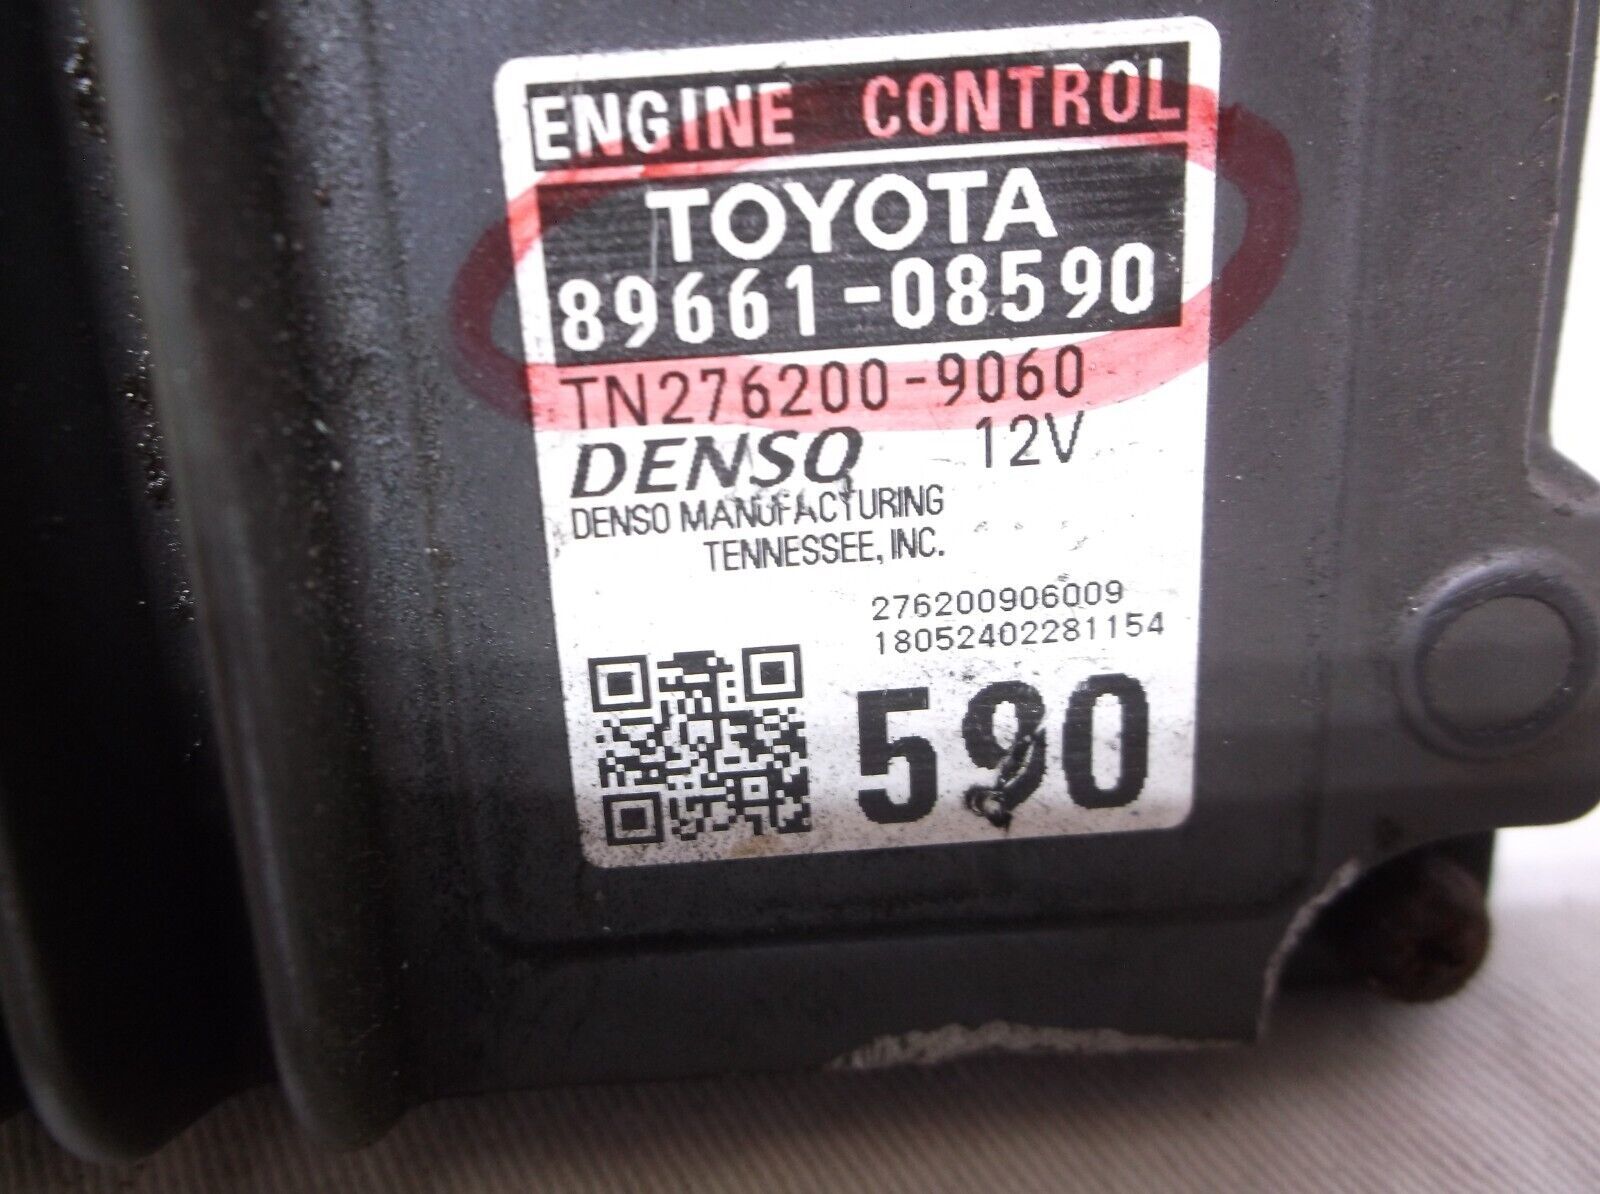 ENGINE CONTROL
TOYOTA
89661-08590
TN276200-9060
DENSO 12V
DENSO MANUFACTURING
TENNESSEE, INC.
276200906009
18052402281154
590